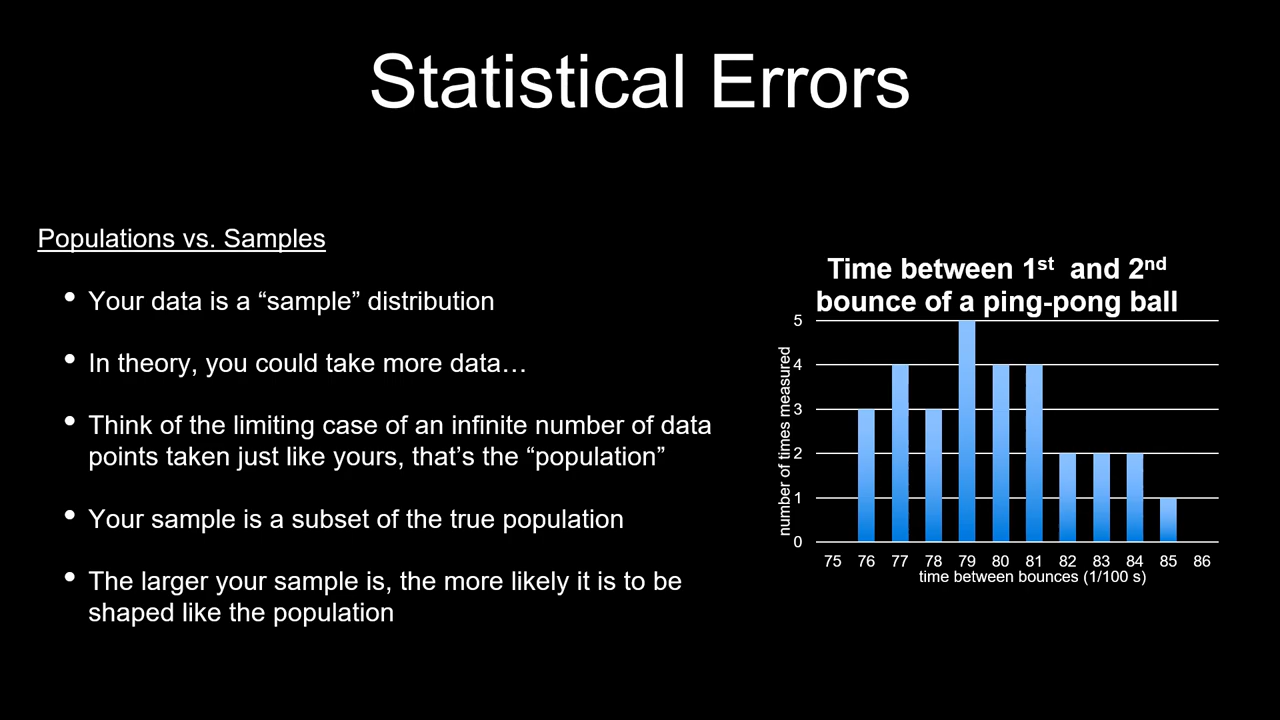 Statistical Errors
Populations vs. Samples
• Your data is a “sample” distribution
• In theory, you could take more data…
• Think of the limiting case of an infinite number of data
points taken just like yours, that’s the “population”
• Your sample is a subset of the true population
• The larger your sample is, the more likely it is to be
shaped like the population
Time between 1st and 2nd
bounce of a ping-pong ball
number of times measured
5
4
3
2
1
0
75 76 77 78 79 80 81 82 83 84 85 86
time between bounces (1/100 s)